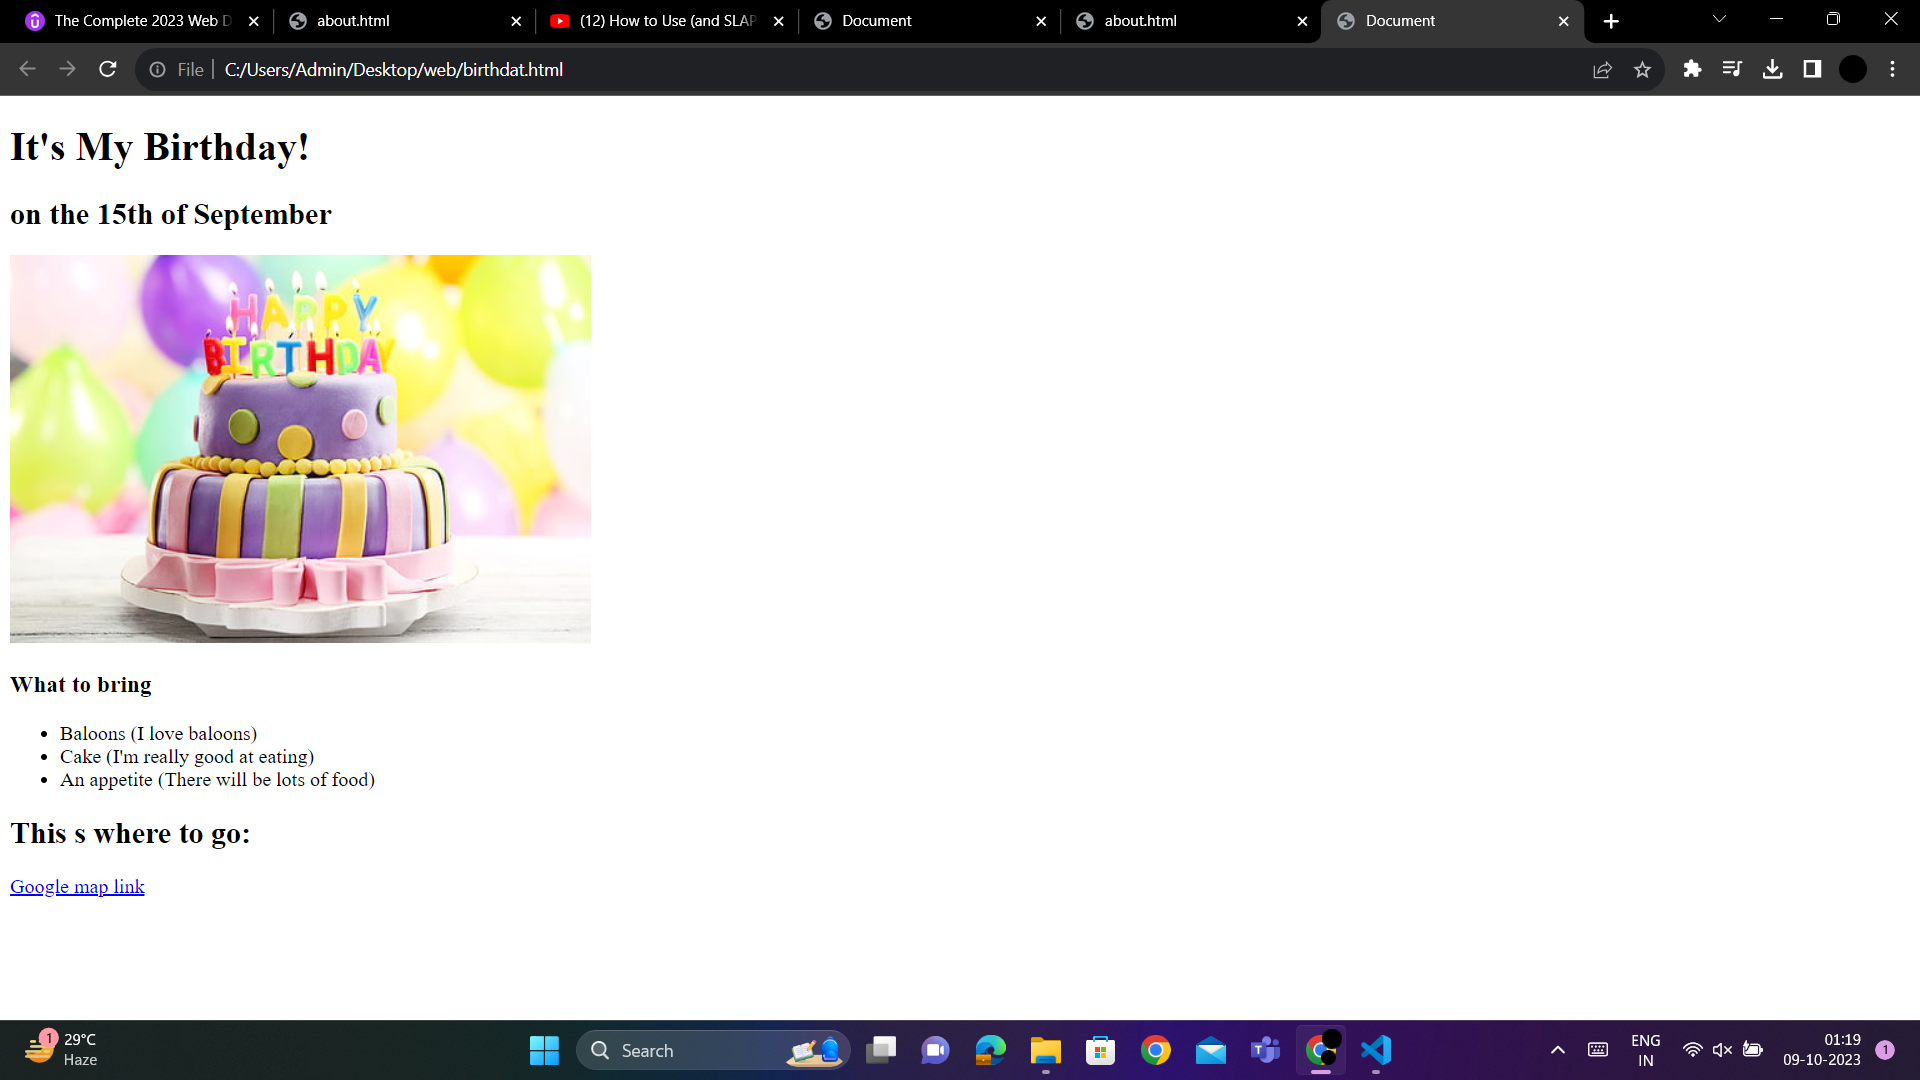 The Complete 2023 Web D
about.html
(12) How to Use (and SLAP
Document
about.html
Document
File
C:/Users/Admin/Desktop/web/birthdat.html
It's My Birthday!
on the 15th of September
HAPPY
BIRTHDAY
What to bring
Baloons (I love baloons)
Cake (I'm really good at eating)
An appetite (There will be lots of food)
This s where to go:
Google map link
1
29°C
Haze
Search
T
ENG
IN
01:19
09-10-2023
1